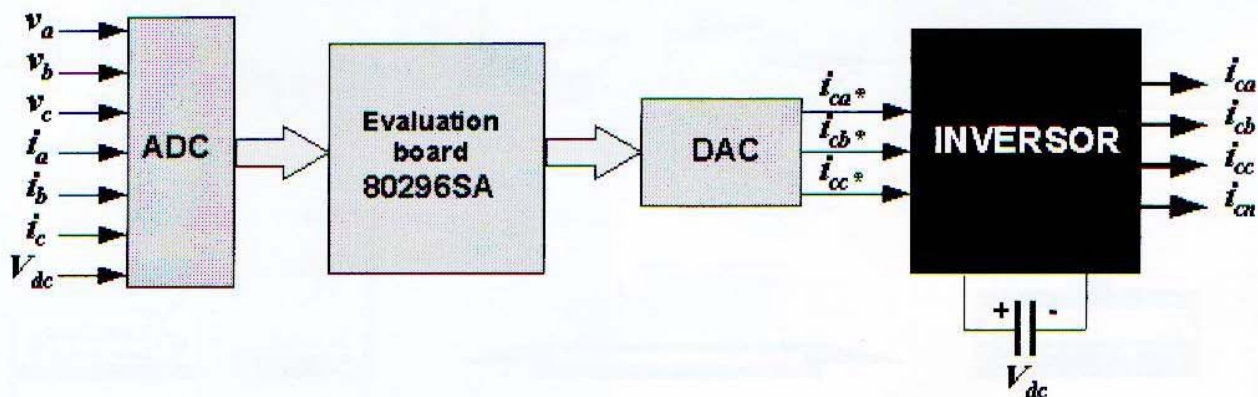 v_a
v_b
v_c
i_a
i_b
i_c
V_dc
ADC
Evaluation
board
80296SA
DAC
i_ca*
i_cb*
i_cc*
INVERSOR
i_ca
i_cb
i_cc
i_cn
+ -
V_dc